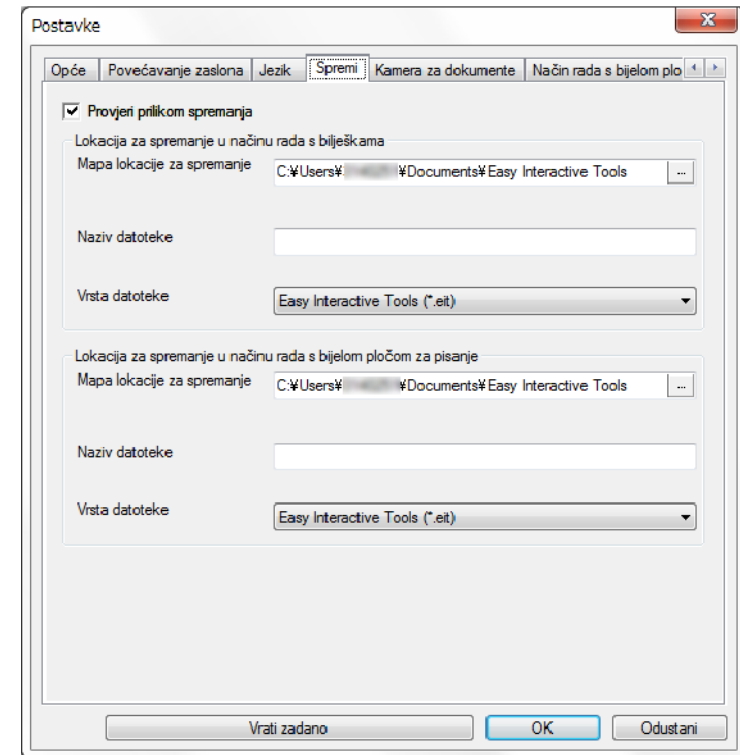 Postavke
Opće Povećavanje zaslona Jezik Spremi Kamera za dokumente Način rada s bijelom plo
Provjeri prilikom spremanja
Lokacija za spremanje u načinu rada s bilješkama
Mapa lokacije za spremanje C:¥Users¥ ¥Documents¥Easy Interactive Tools ...
Naziv datoteke
Vrsta datoteke Easy Interactive Tools (*.eit)
Lokacija za spremanje u načinu rada s bijelom pločom za pisanje
Mapa lokacije za spremanje C:¥Users¥ ¥Documents¥Easy Interactive Tools ...
Naziv datoteke
Vrsta datoteke Easy Interactive Tools (*.eit)
Vrati zadano OK Odustani